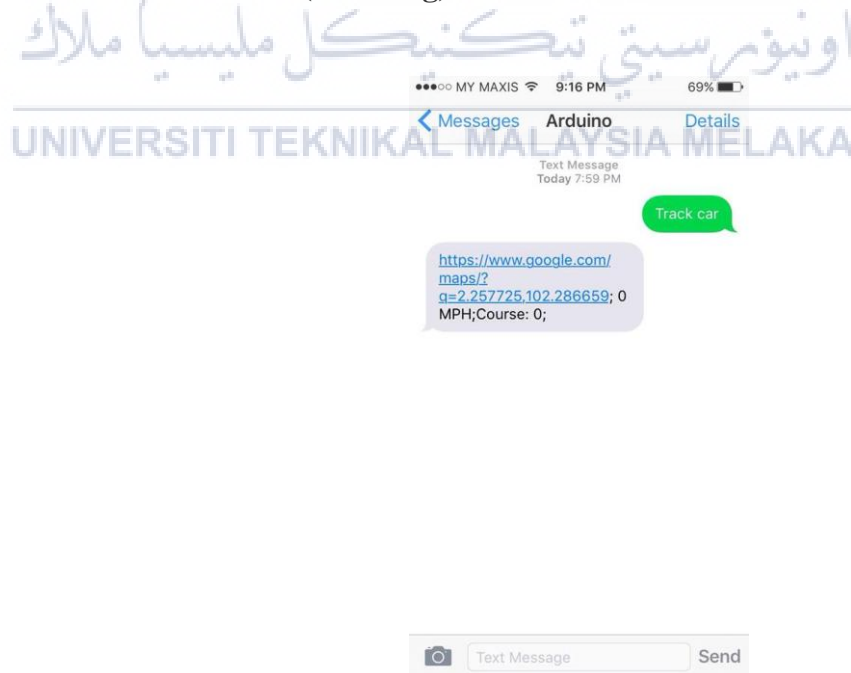 اونيۏرسيتي تيكنيكل مليسيا ملاك
MY MAXIS 9:16 PM 69%
Messages Arduino Details
UNIVERSITI TEKNIKAL MALAYSIA MELAKA
Text Message
Today 7:59 PM
Track car
https://www.google.com/
maps/?
q=2.257725,102.286659; 0
MPH;Course: 0;
Text Message Send